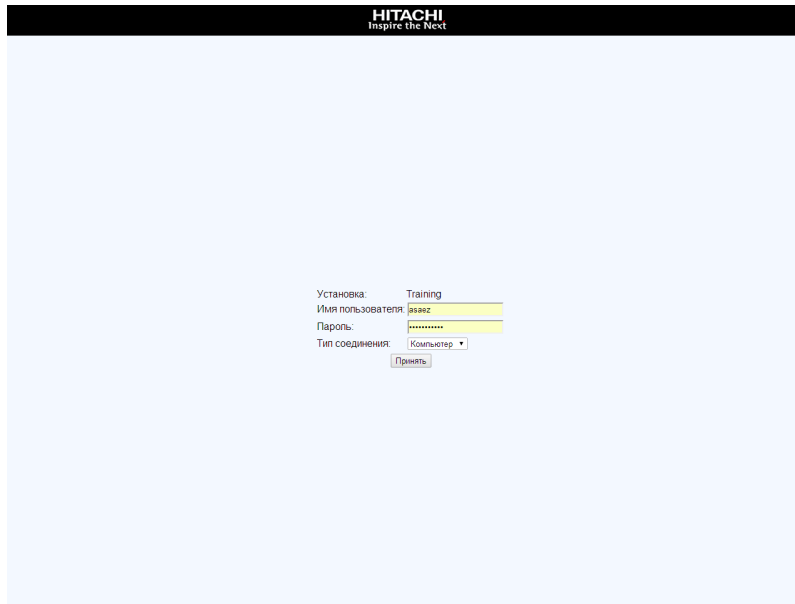 HITACHI
Inspire the Next
Установка: Training
Имя пользователя: asaez
Пароль: •••••••••••
Тип соединения: Компьютер ▼
Принять